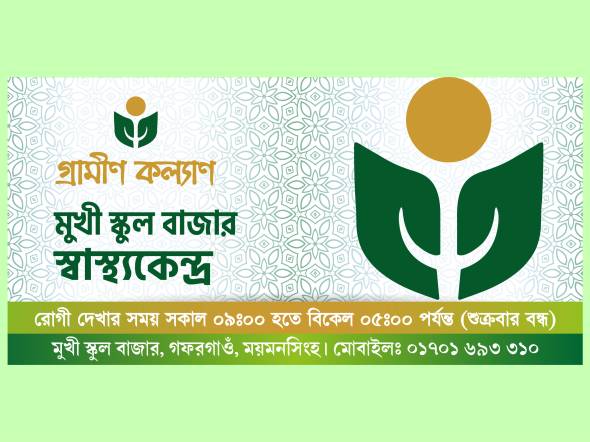 গ্রামীণ কল্যাণ
মুখী স্কুল বাজার
স্বাস্থ্যকেন্দ্র
রোগী দেখার সময় সকাল ০৯ঃ০০ হতে বিকেল ০৫ঃ০০ পর্যন্ত (শুক্রবার বন্ধ)
মুখী স্কুল বাজার, গফরগাঁও, ময়মনসিংহ। মোবাইলঃ ০১৭০১ ৬৯৩ ৩১০